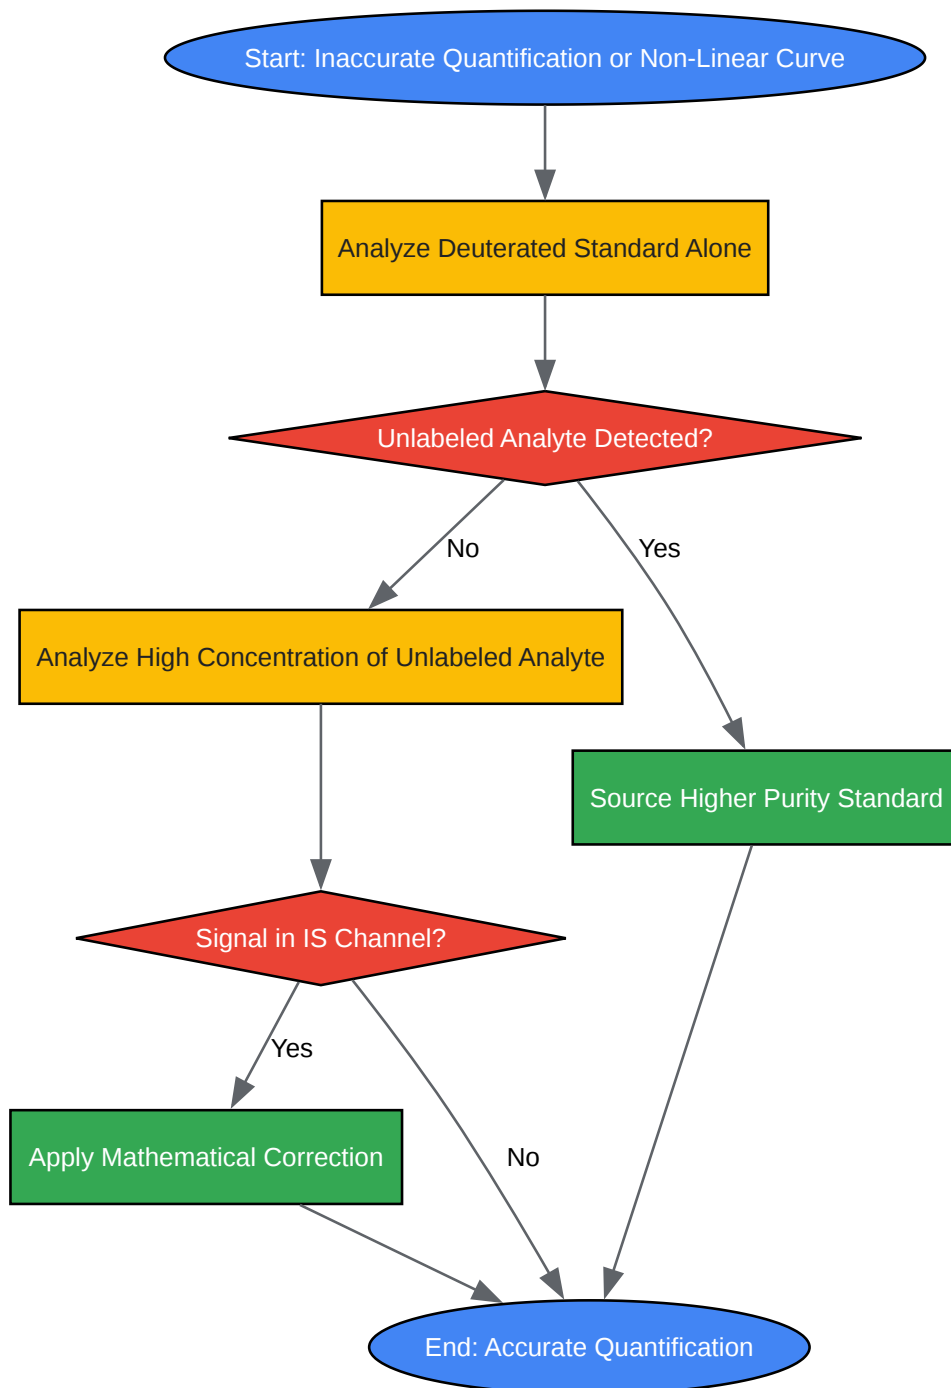 Start: Inaccurate Quantification or Non-Linear Curve
Analyze Deuterated Standard Alone
Unlabeled Analyte Detected?
No
Yes
Analyze High Concentration of Unlabeled Analyte
Source Higher Purity Standard
Signal in IS Channel?
Yes
Apply Mathematical Correction
No
End: Accurate Quantification